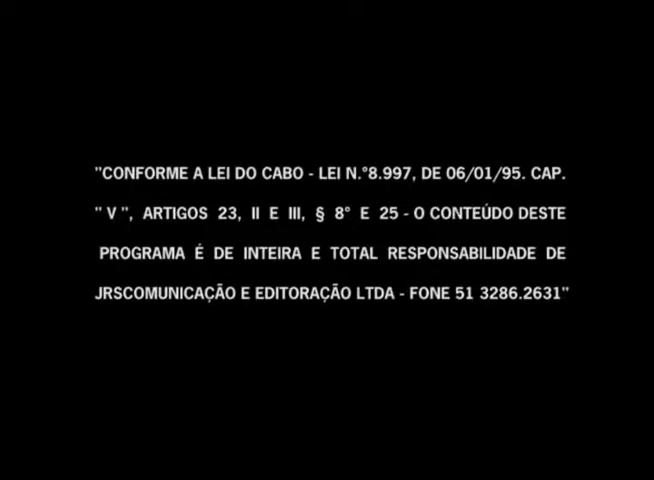 "CONFORME A LEI DO CABO - LEI N.°8.997, DE 06/01/95. CAP.
" V ", ARTIGOS 23, II E III, § 8° E 25 - O CONTEÚDO DESTE
PROGRAMA É DE INTEIRA E TOTAL RESPONSABILIDADE DE
JRSCOMUNICAÇÃO E EDITORAÇÃO LTDA - FONE 51 3286.2631"